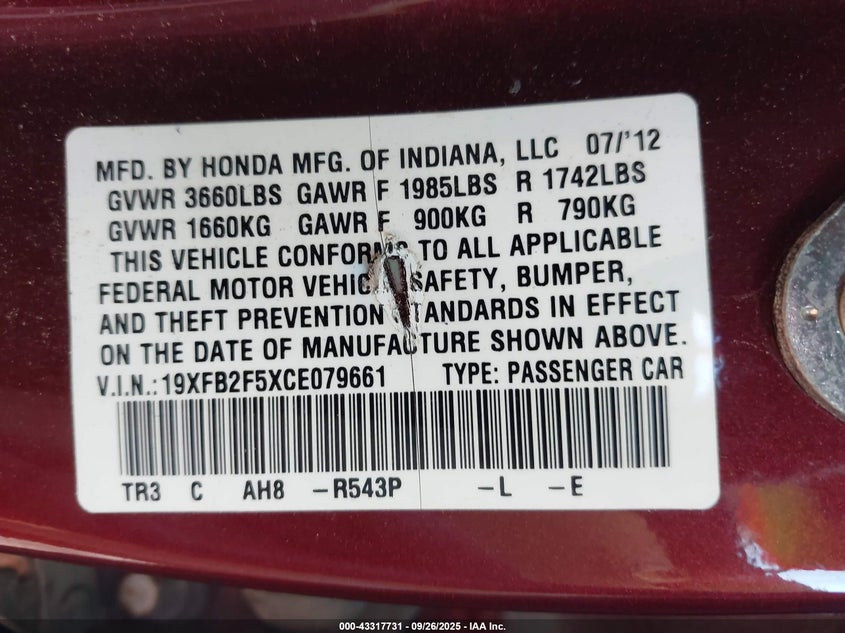 MFD. BY HONDA MFG. OF INDIANA, LLC 07/'12
GVWR 3660LBS GAWR F 1985LBS R 1742LBS
GVWR 1660KG GAWR F 900KG R 790KG
THIS VEHICLE CONFORMS TO ALL APPLICABLE
FEDERAL MOTOR VEHIC SAFETY, BUMPER,
AND THEFT PREVENTION TANDARDS IN EFFECT
ON THE DATE OF MANUFACTURE SHOWN ABOVE.
V.I.N.:19XFB2F5XCE079661 TYPE: PASSENGER CAR
TR3 C AH8 -R543P -L -E
000-43317731 - 09/26/2025 - IAA Inc.